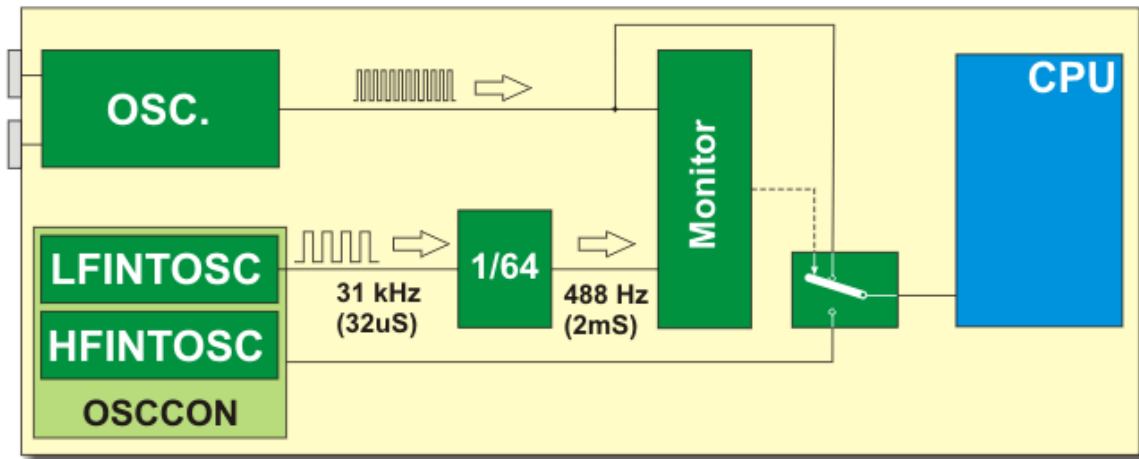 OSC.
Monitor
CPU
LFINTOSC
31 kHz
(32uS)
1/64
488 Hz
(2mS)
HFINTOSC
OSCCON